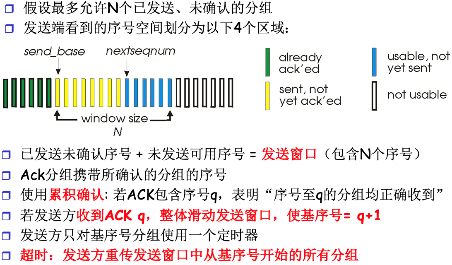 假设最多允许N个已发送、未确认的分组
发送端看到的序号空间划分为以下4个区域:
send_base
nextseqnum
already
ack'ed
usable, not
yet sent
sent, not
yet ack'ed
not usable
window size
N
已发送未确认序号 + 未发送可用序号 = 发送窗口（包含N个序号）
Ack分组携带所确认的分组的序号
使用累积确认: 若ACK包含序号q，表明“序号至q的分组均正确收到”
若发送方收到ACK q，整体滑动发送窗口，使基序号= q+1
发送方只对基序号分组使用一个定时器
超时: 发送方重传发送窗口中从基序号开始的所有分组